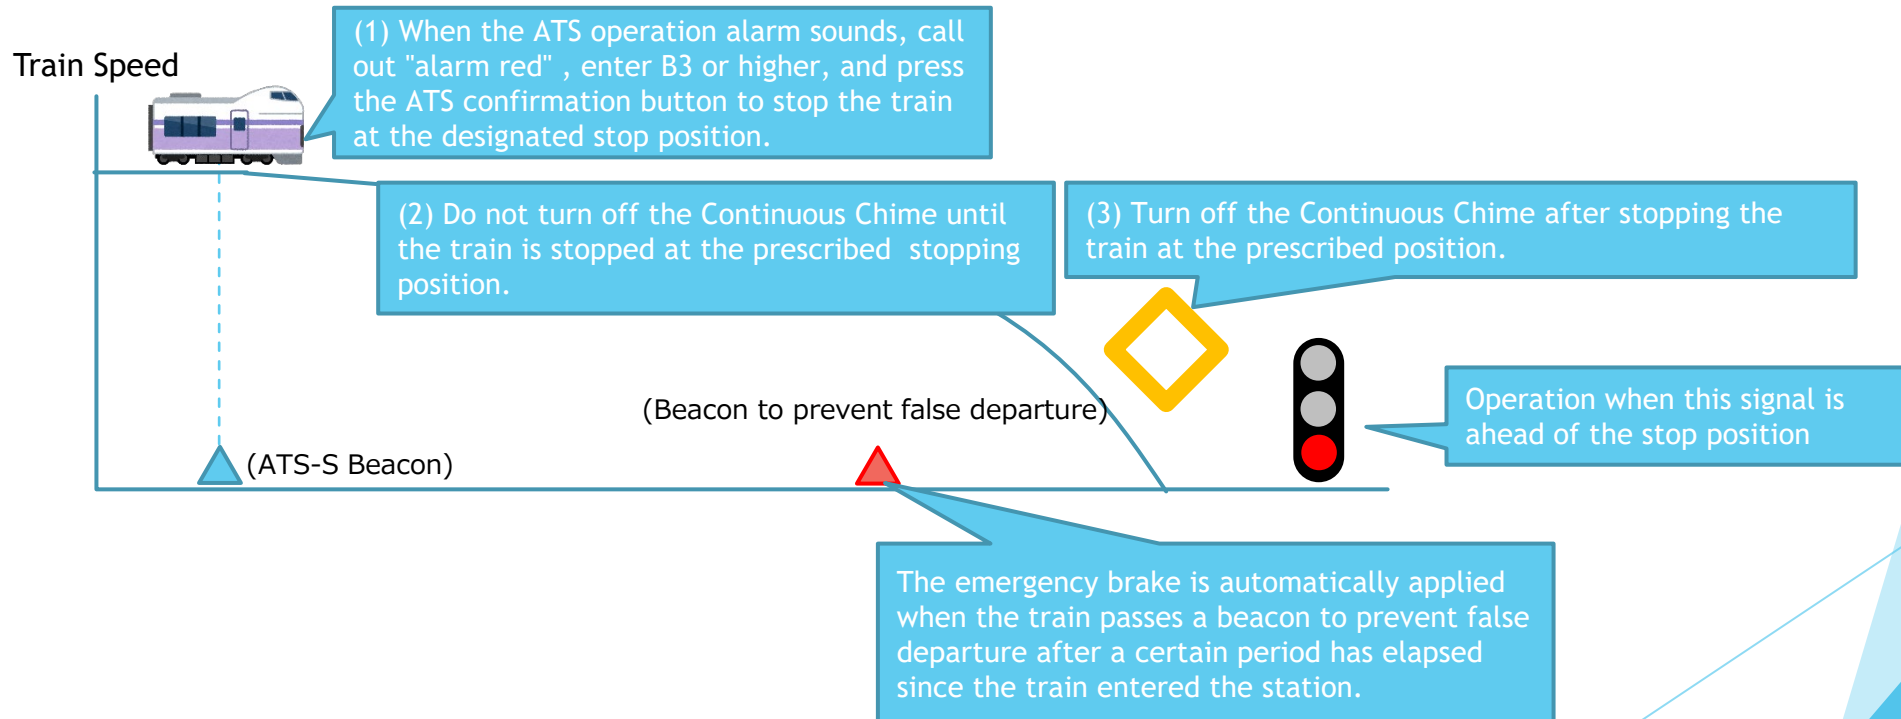 Train Speed
(1) When the ATS operation alarm sounds, call
out "alarm red" , enter B3 or higher, and press
the ATS confirmation button to stop the train
at the designated stop position.
(2) Do not turn off the Continuous Chime until
the train is stopped at the prescribed stopping
position.
(3) Turn off the Continuous Chime after stopping the
train at the prescribed position.
(Beacon to prevent false departure)
Operation when this signal is
ahead of the stop position
(ATS-S Beacon)
The emergency brake is automatically applied
when the train passes a beacon to prevent false
departure after a certain period has elapsed
since the train entered the station.